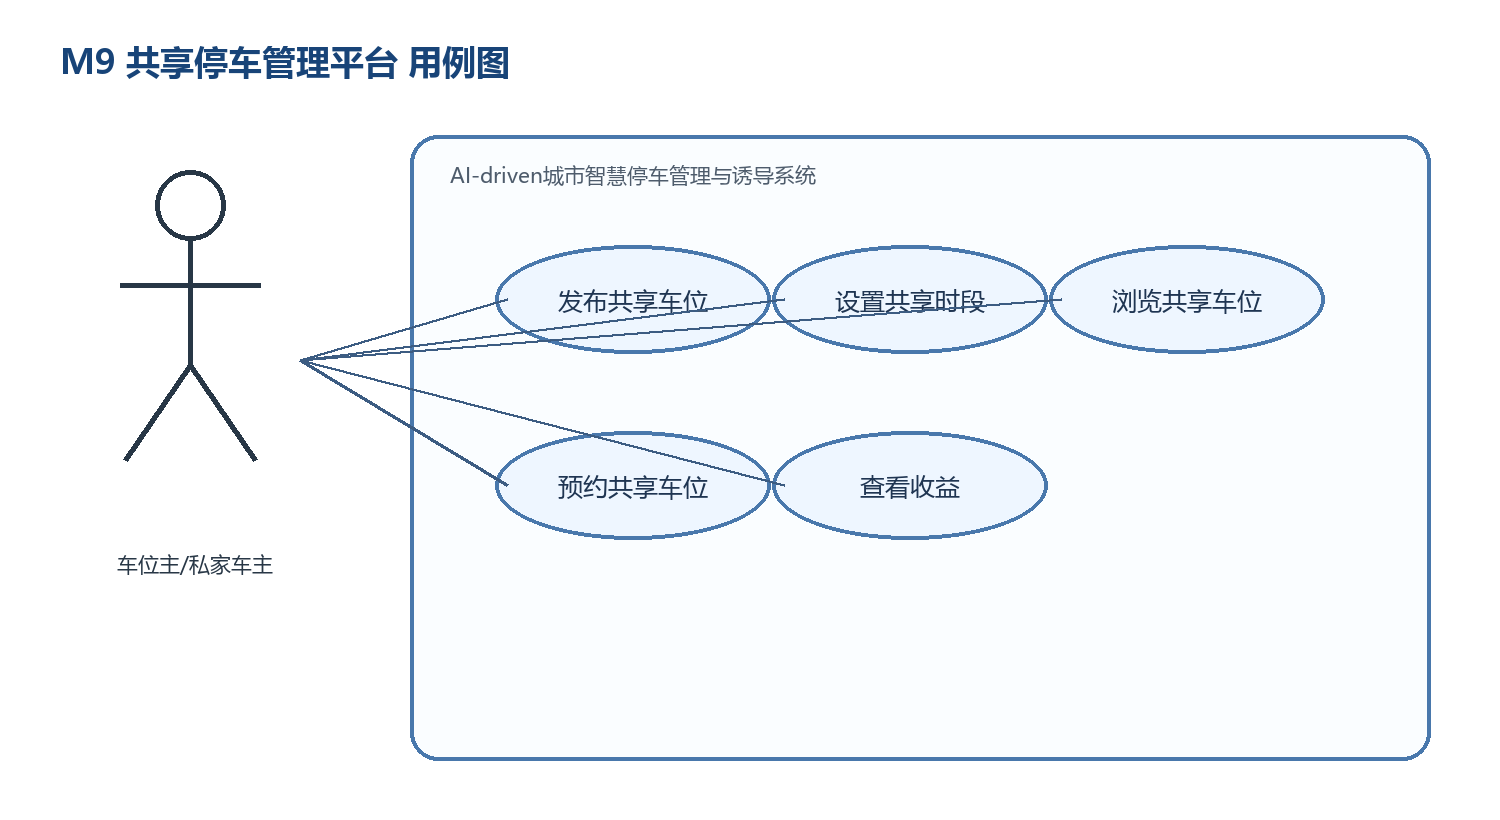 M9 共享停车管理平台 用例图
AI-driven城市智慧停车管理与诱导系统
发布共享车位
设置共享时段
浏览共享车位
预约共享车位
查看收益
车位主/私家车主